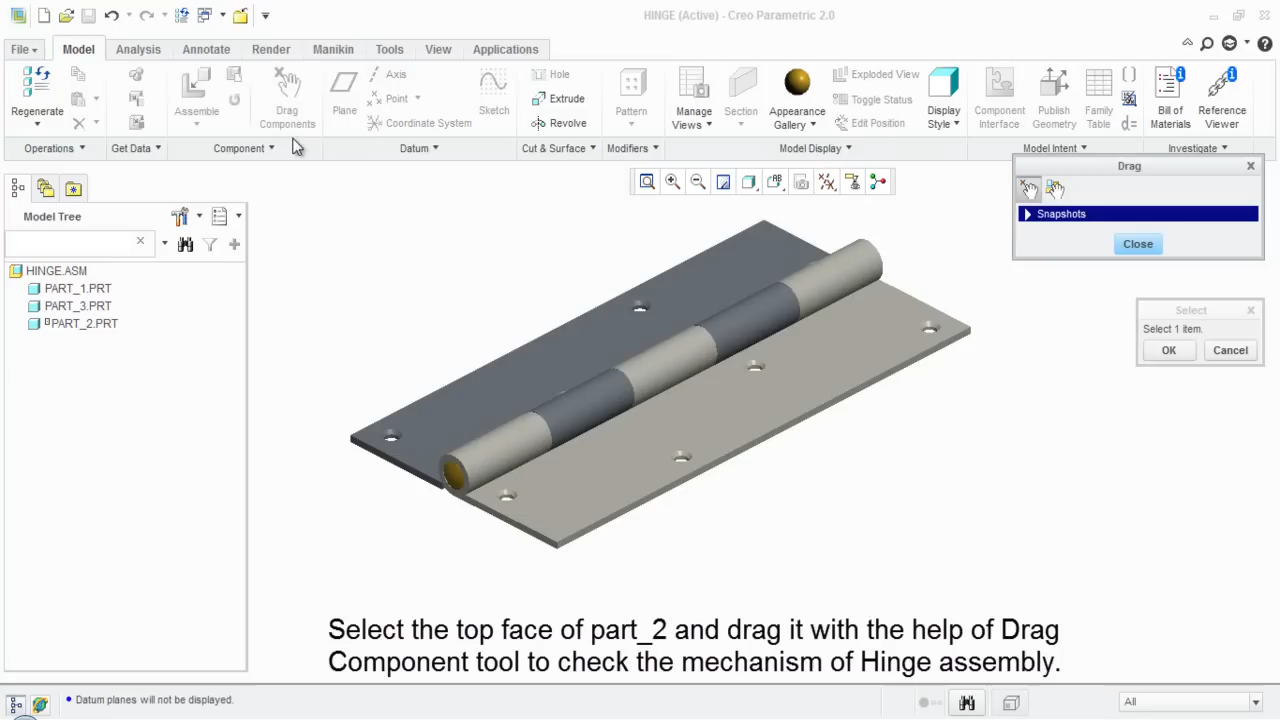 HINGE (Active) - Creo Parametric 2.0
File
Model
Analysis
Annotate
Render
Manikin
Tools
View
Applications
Regenerate
Assemble
Drag Components
Plane
Axis
Point
Coordinate System
Sketch
Hole
Extrude
Revolve
Pattern
Manage Views
Section
Appearance Gallery
Exploded View
Toggle Status
Edit Position
Display Style
Component Interface
Publish Geometry
Family Table
Bill of Materials
Reference Viewer
Operations
Get Data
Component
Datum
Cut & Surface
Modifiers
Model Display
Model Intent
Investigate
Drag
Snapshots
Close
Model Tree
HINGE.ASM
PART_1.PRT
PART_3.PRT
PART_2.PRT
Select
Select 1 item.
OK
Cancel
Select the top face of part_2 and drag it with the help of Drag
Component tool to check the mechanism of Hinge assembly.
Datum planes will not be displayed.
All